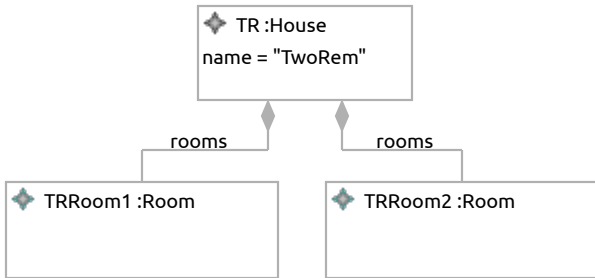 TR :House
name = "TwoRem"
rooms
rooms
TRRoom1 :Room
TRRoom2 :Room